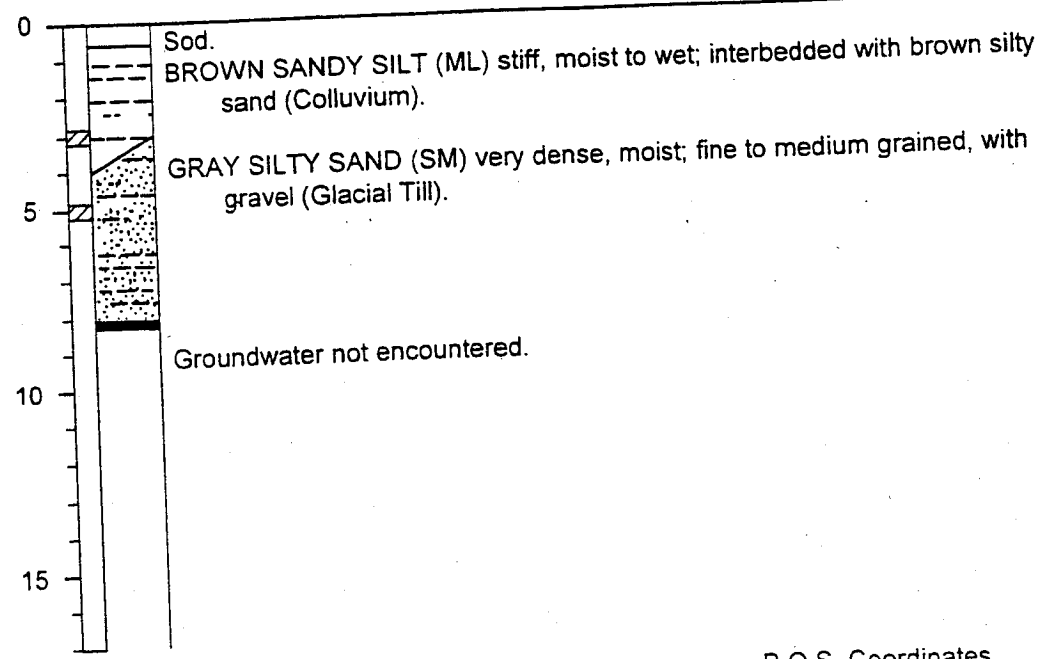 0
Sod.
BROWN SANDY SILT (ML) stiff, moist to wet; interbedded with brown silty
sand (Colluvium).
GRAY SILTY SAND (SM) very dense, moist; fine to medium grained, with
gravel (Glacial Till).
5
Groundwater not encountered.
10
15
Coordinates